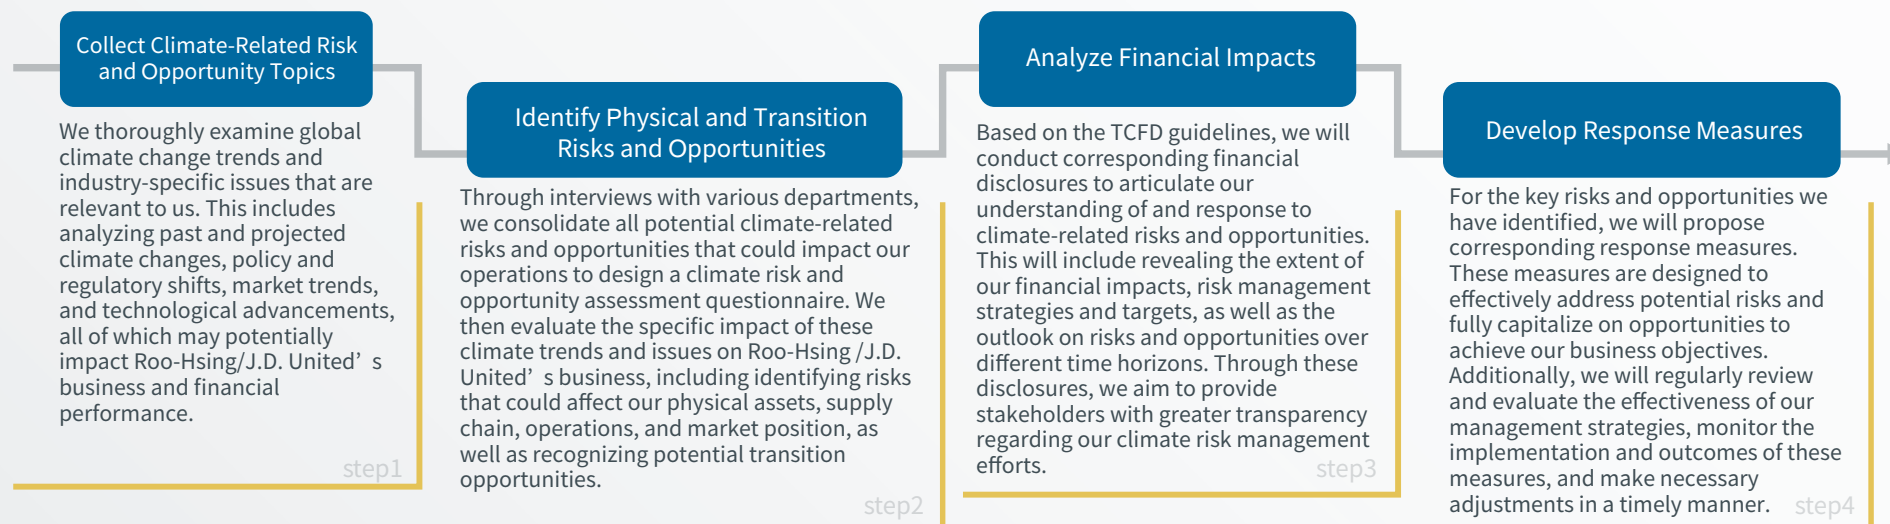 Collect Climate-Related Risk
and Opportunity Topics
We thoroughly examine global
climate change trends and
industry-specific issues that are
relevant to us. This includes
analyzing past and projected
climate changes, policy and
regulatory shifts, market trends,
and technological advancements,
all of which may potentially
impact Roo-Hsing/J.D. United’ s
business and financial
performance.
step1
Identify Physical and Transition
Risks and Opportunities
Through interviews with various departments,
we consolidate all potential climate-related
risks and opportunities that could impact our
operations to design a climate risk and
opportunity assessment questionnaire. We
then evaluate the specific impact of these
climate trends and issues on Roo-Hsing /J.D.
United’ s business, including identifying risks
that could affect our physical assets, supply
chain, operations, and market position, as
well as recognizing potential transition
opportunities.
step2
Analyze Financial Impacts
Based on the TCFD guidelines, we will
conduct corresponding financial
disclosures to articulate our
understanding of and response to
climate-related risks and opportunities.
This will include revealing the extent of
our financial impacts, risk management
strategies and targets, as well as the
outlook on risks and opportunities over
different time horizons. Through these
disclosures, we aim to provide
stakeholders with greater transparency
regarding our climate risk management
efforts.
step3
Develop Response Measures
For the key risks and opportunities we
have identified, we will propose
corresponding response measures.
These measures are designed to
effectively address potential risks and
fully capitalize on opportunities to
achieve our business objectives.
Additionally, we will regularly review
and evaluate the effectiveness of our
management strategies, monitor the
implementation and outcomes of these
measures, and make necessary
adjustments in a timely manner.
step4